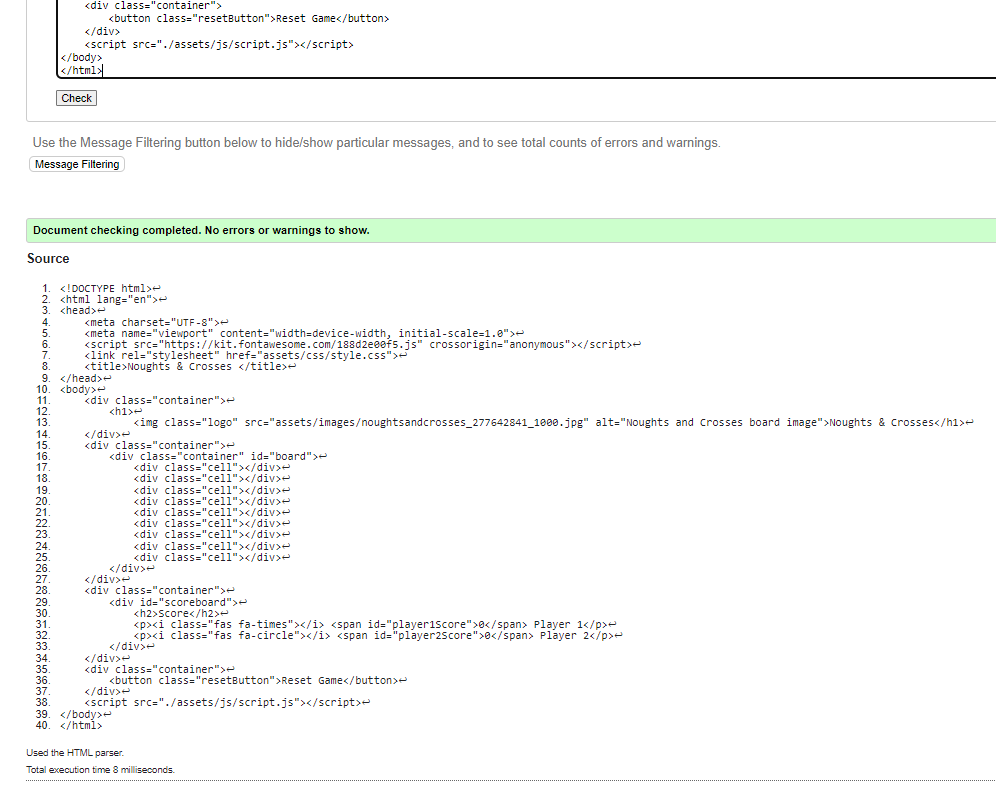 <div class="container">
<button class="resetButton">Reset Game</button>
</div>
<script src="./assets/js/script.js"></script>
</body>
</html>
Check
Use the Message Filtering button below to hide/show particular messages, and to see total counts of errors and warnings.
Message Filtering
Document checking completed. No errors or warnings to show.
Source
1. <!DOCTYPE html>↩
2. <html lang="en">↩
3. <head>↩
4. <meta charset="UTF-8">↩
5. <meta name="viewport" content="width=device-width, initial-scale=1.0">↩
6. <script src="https://kit.fontawesome.com/188d2e00f5.js" crossorigin="anonymous"></script>↩
7. <link rel="stylesheet" href="assets/css/style.css">↩
8. <title>Noughts & Crosses </title>↩
9. </head>↩
10. <body>↩
11. <div class="container">↩
12. <h1>↩
13. <img class="logo" src="assets/images/noughtsandcrosses_277642841_1000.jpg" alt="Noughts and Crosses board image">Noughts & Crosses</h1>↩
14. </div>↩
15. <div class="container">↩
16. <div class="container" id="board">↩
17. <div class="cell"></div>↩
18. <div class="cell"></div>↩
19. <div class="cell"></div>↩
20. <div class="cell"></div>↩
21. <div class="cell"></div>↩
22. <div class="cell"></div>↩
23. <div class="cell"></div>↩
24. <div class="cell"></div>↩
25. <div class="cell"></div>↩
26. </div>↩
27. </div>↩
28. <div class="container">↩
29. <div id="scoreboard">↩
30. <h2>Score</h2>↩
31. <p><i class="fas fa-times"></i> <span id="player1Score">0</span> Player 1</p>↩
32. <p><i class="fas fa-circle"></i> <span id="player2Score">0</span> Player 2</p>↩
33. </div>↩
34. </div>↩
35. <div class="container">↩
36. <button class="resetButton">Reset Game</button>↩
37. </div>↩
38. <script src="./assets/js/script.js"></script>↩
39. </body>↩
40. </html>
Used the HTML parser.
Total execution time 8 milliseconds.